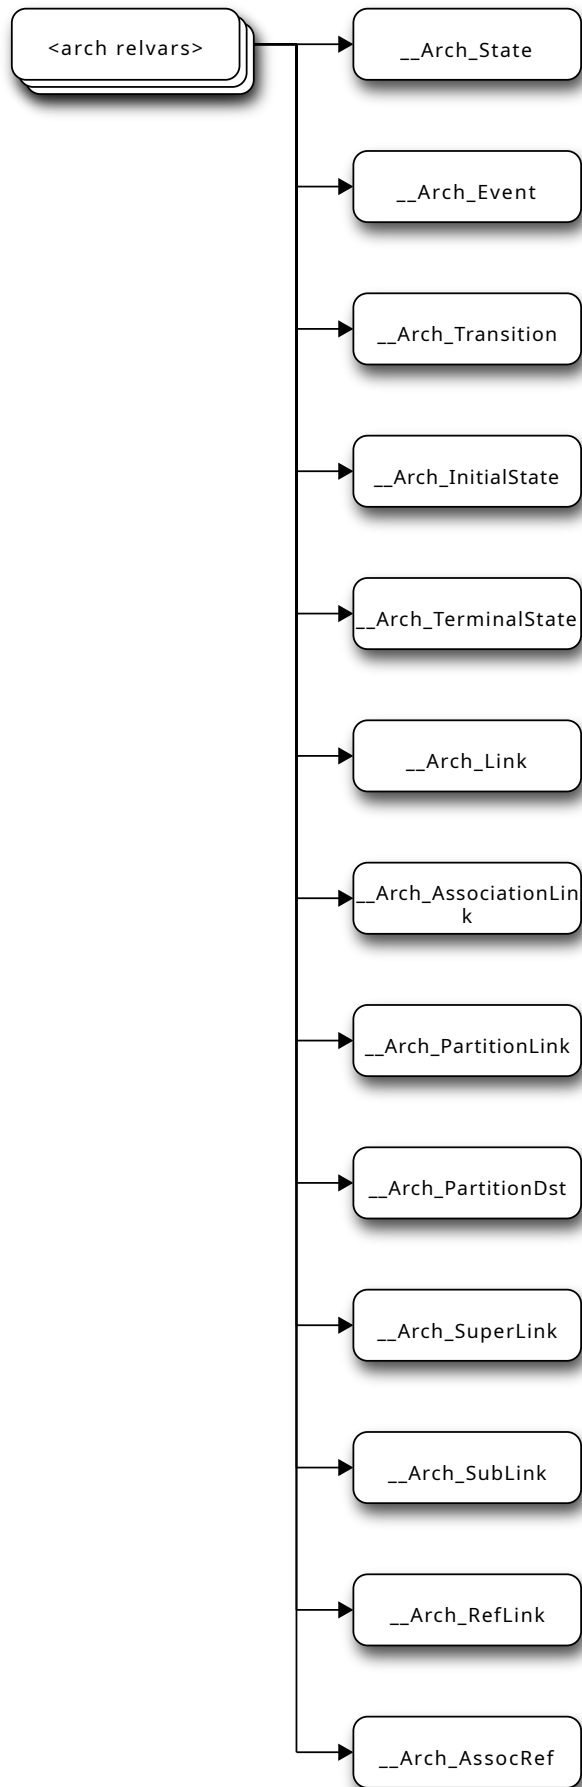 <arch relvars>
__Arch_State
__Arch_Event
__Arch_Transition
__Arch_InitialState
__Arch_TerminalState
__Arch_Link
__Arch_AssociationLin
k
__Arch_PartitionLink
__Arch_PartitionDst
__Arch_SuperLink
__Arch_SubLink
__Arch_RefLink
__Arch_AssocRef